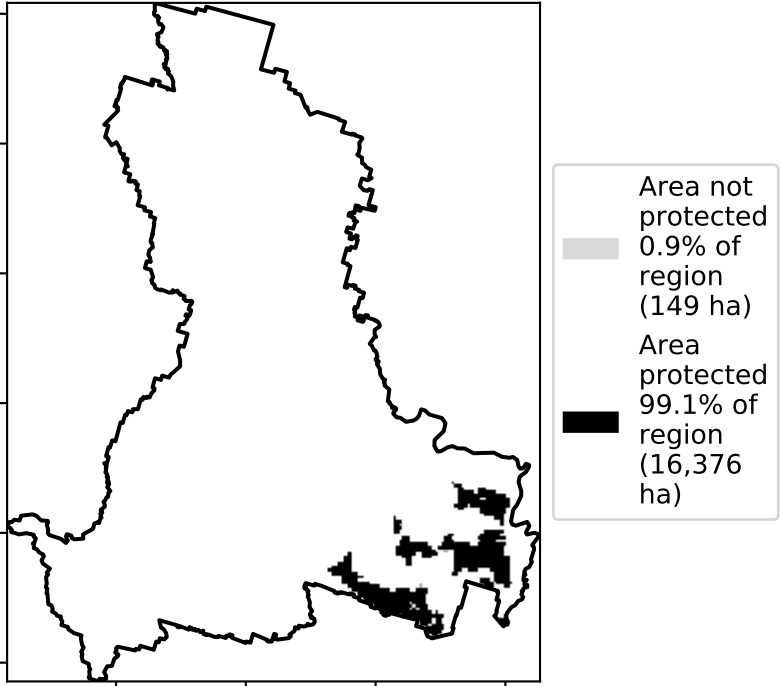 Area not
protected
0.9% of
region
(149 ha)
Area
protected
99.1% of
region
(16,376
ha)